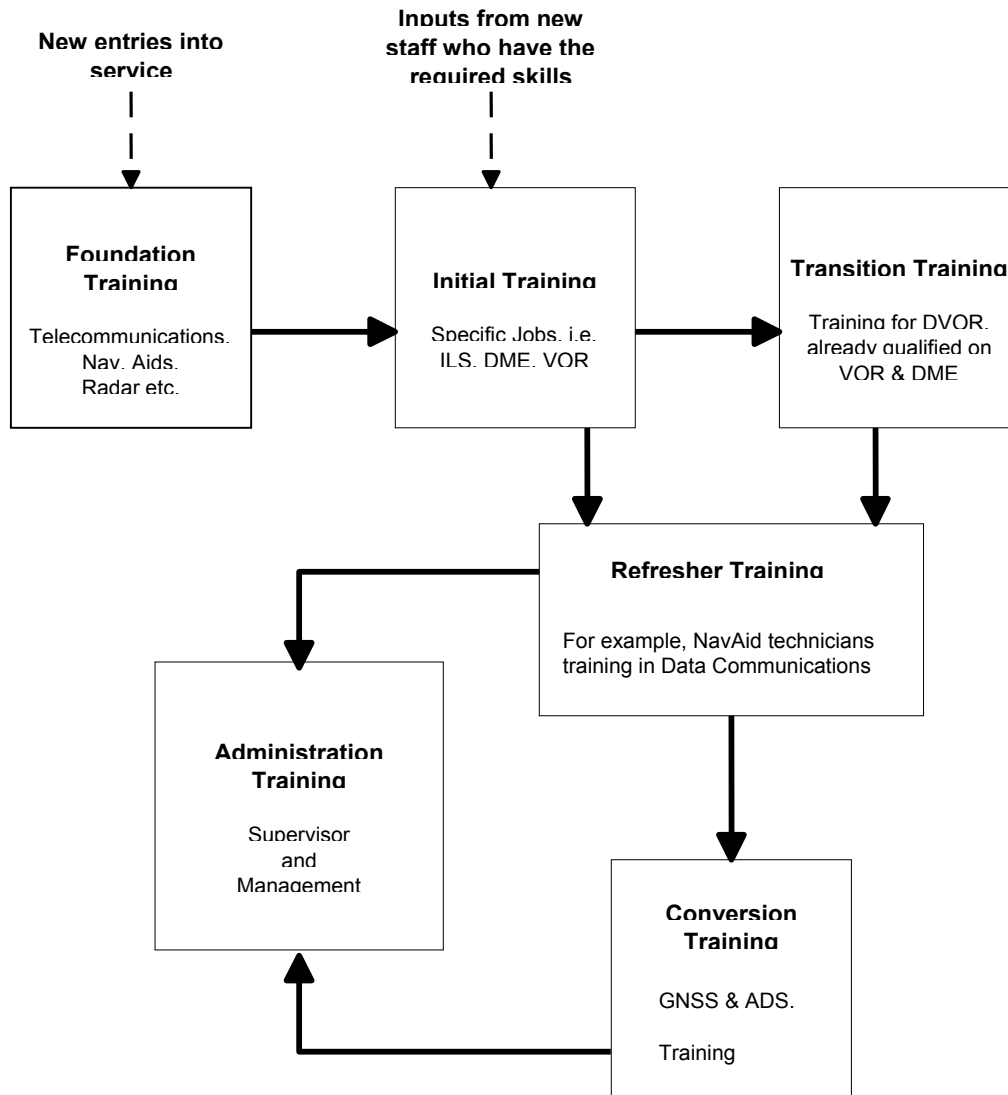 New entries into
service
Inputs from new
staff who have the
required skills
Foundation
Training
Telecommunications.
Nav. Aids.
Radar etc.
Initial Training
Specific Jobs. i.e.
ILS. DME. VOR
Transition Training
Training for DVOR.
already qualified on
VOR & DME
Refresher Training
For example, NavAid technicians
training in Data Communications
Administration
Training
Supervisor
and
Management
Conversion
Training
GNSS & ADS.
Training